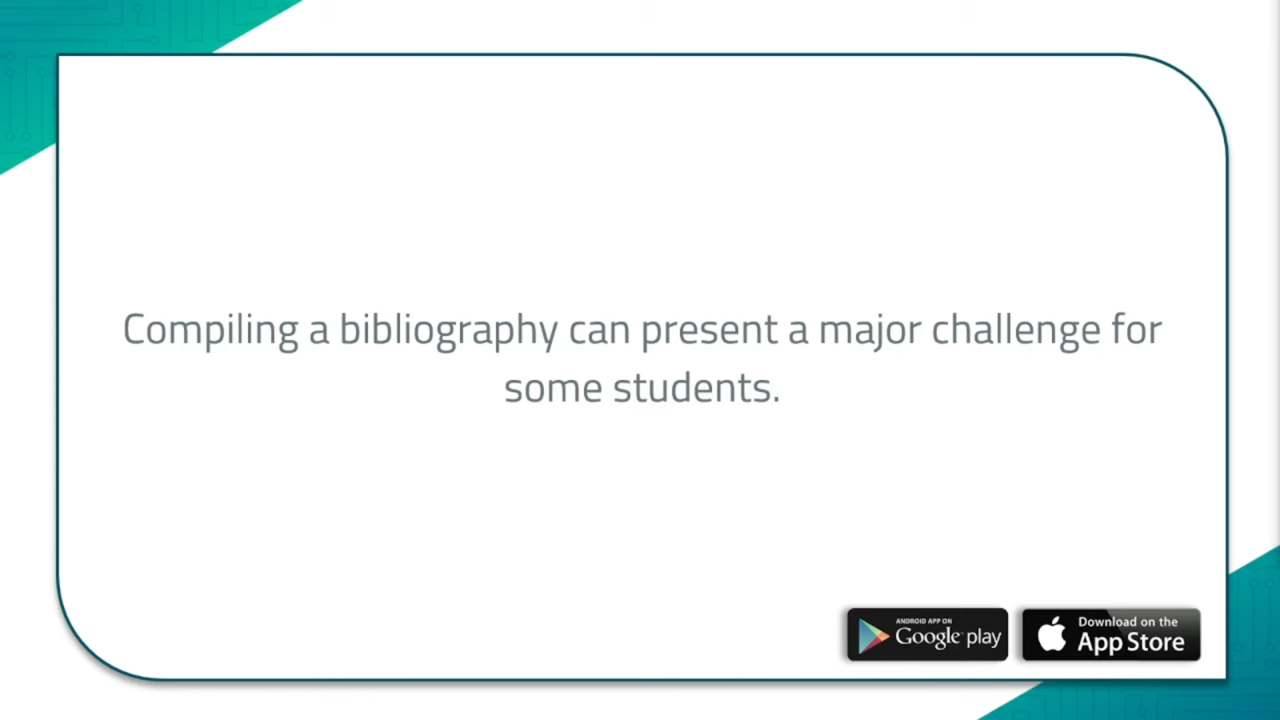 Compiling a bibliography can present a major challenge for
some students.
ANDROID APP ON
Google play
Download on the
App Store